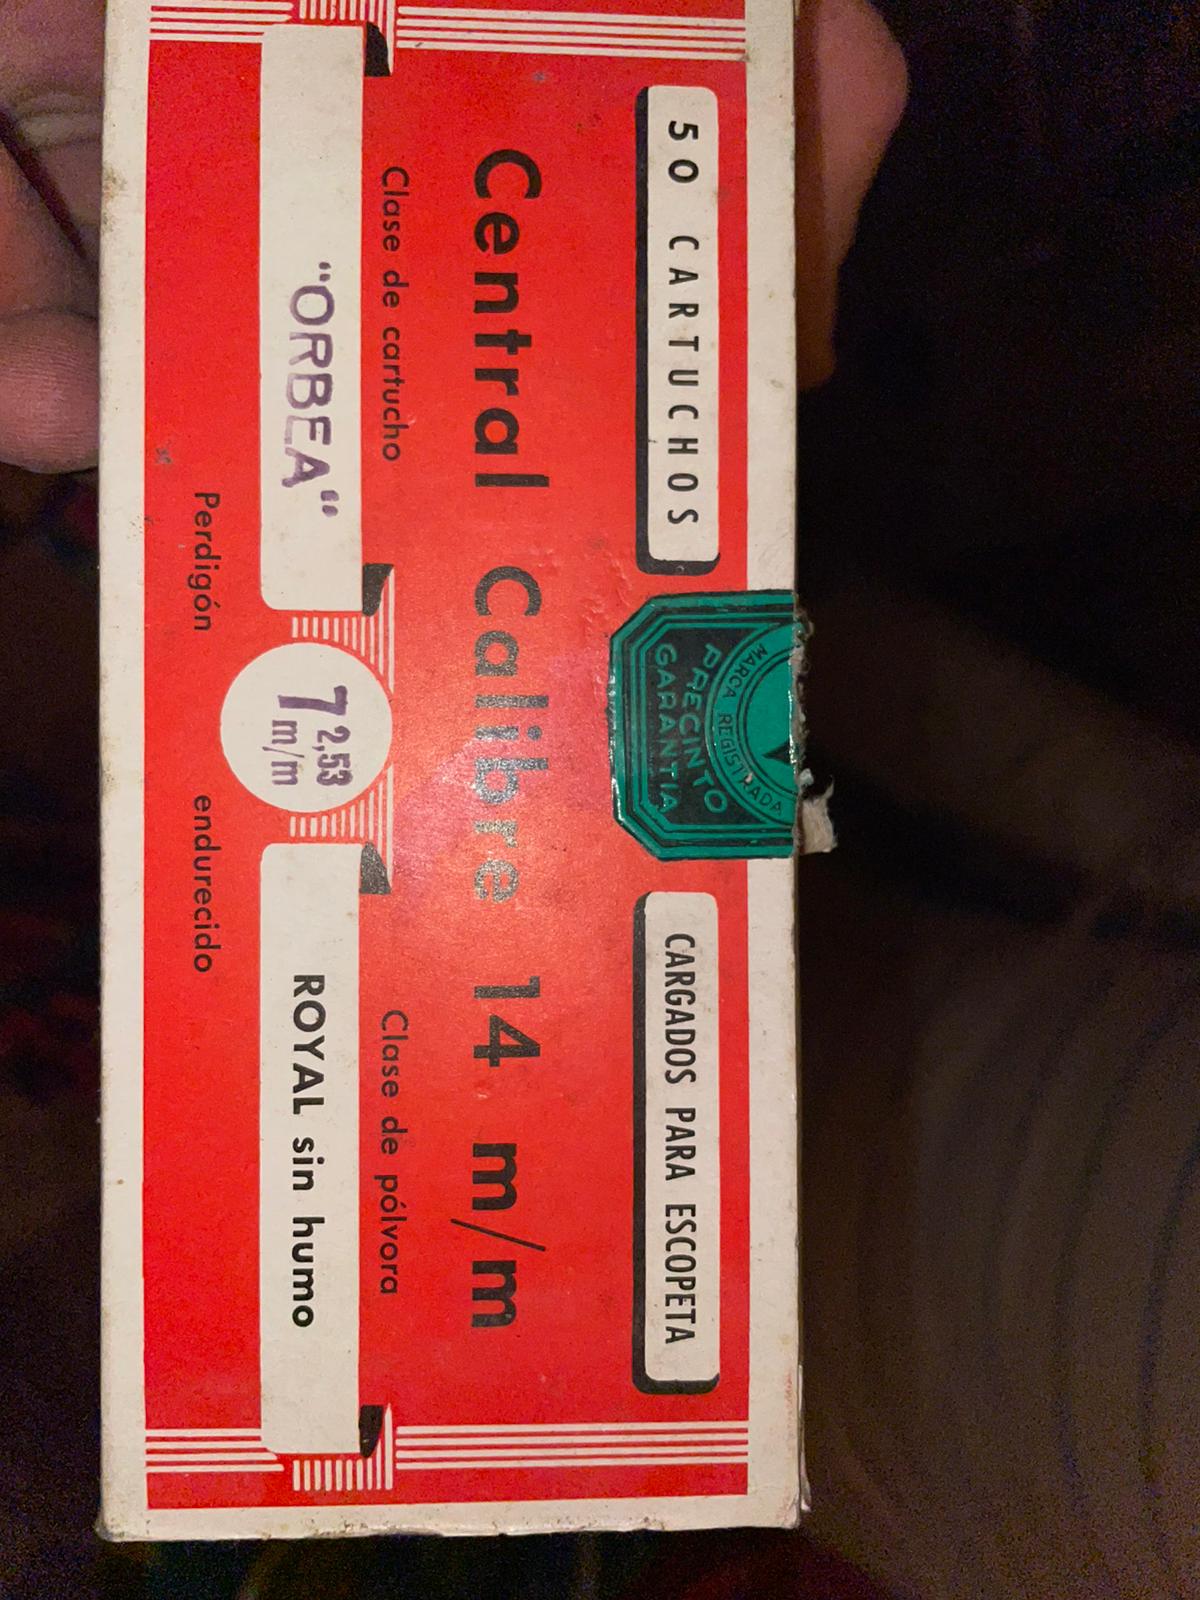 50 CARTUCHOS
CARGADOS PARA ESCOPETA
PRECINTO
GARANTIA
MARCA REGISTRADA
Central Calibre 14 m/m
Clase de cartucho
Clase de pólvora
"ORBEA"
7 2,53
m/m
ROYAL sin humo
Perdigón endurecido